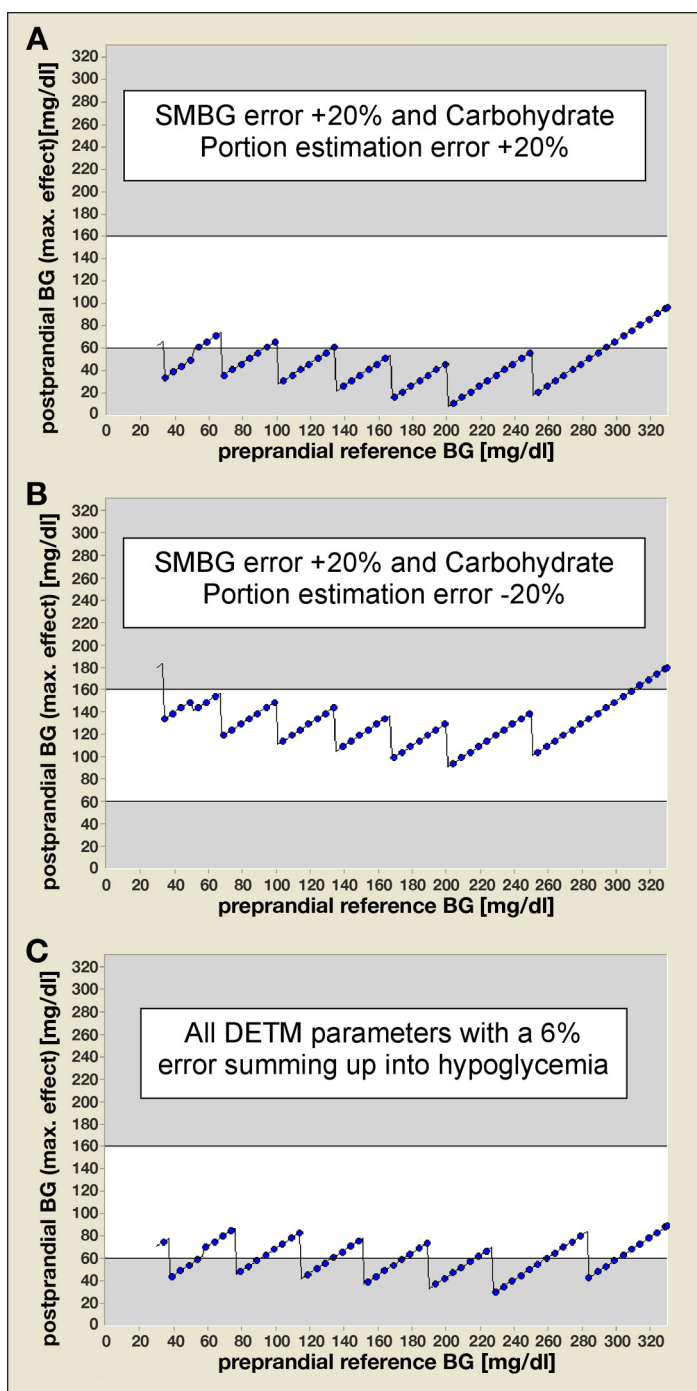 A
postprandial BG (max. effect)[mg/dl]
320
300
280
260
240
220
200
180
160
140
120
100
80
60
40
20
0
SMBG error +20% and Carbohydrate
Portion estimation error +20%
0 20 40 60 80 100 120 140 160 180 200 220 240 260 280 300 320
preprandial reference BG [mg/dl]
B
postprandial BG (max. effect) [mg/dl]
320
300
280
260
240
220
200
180
160
140
120
100
80
60
40
20
0
SMBG error +20% and Carbohydrate
Portion estimation error -20%
0 20 40 60 80 100 120 140 160 180 200 220 240 260 280 300 320
preprandial reference BG [mg/dl]
C
postprandial BG (max. effect) [mg/dl]
320
300
280
260
240
220
200
180
160
140
120
100
80
60
40
20
0
All DETM parameters with a 6%
error summing up into hypoglycemia
0 20 40 60 80 100 120 140 160 180 200 220 240 260 280 300 320
preprandial reference BG [mg/dl]